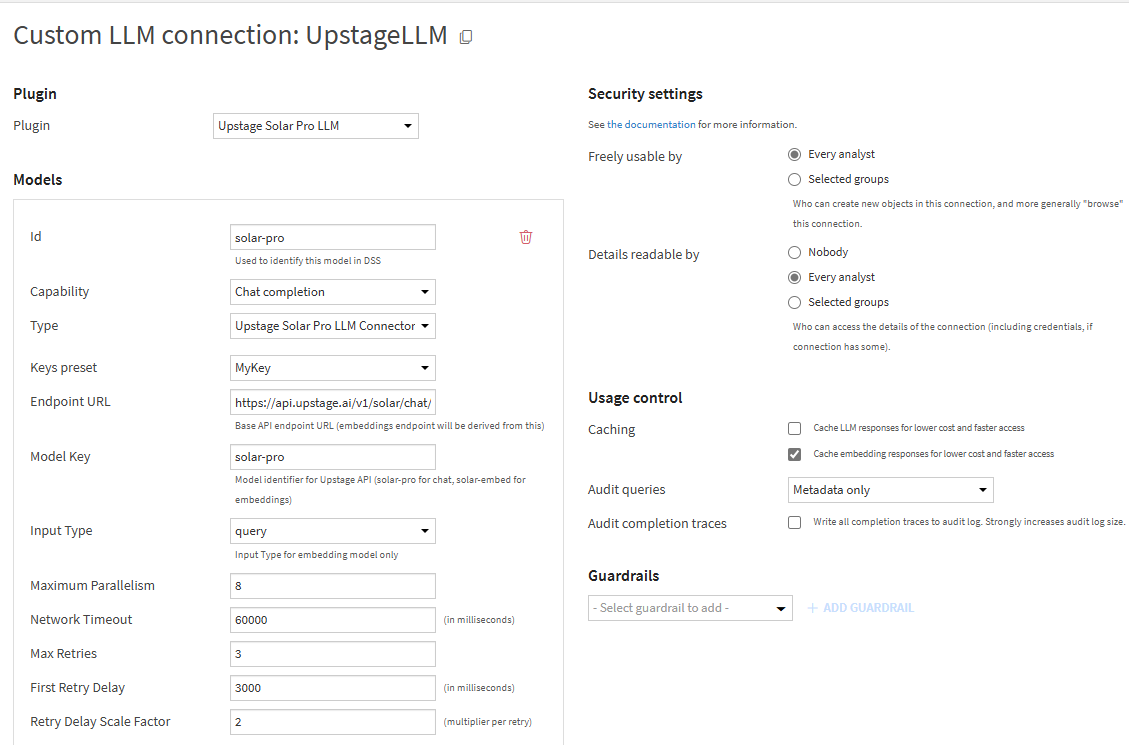 Custom LLM connection: UpstageLLM
Plugin
Plugin
Upstage Solar Pro LLM
Models
Id
solar-pro
Used to identify this model in DSS
Capability
Chat completion
Type
Upstage Solar Pro LLM Connector
Keys preset
MyKey
Endpoint URL
https://api.upstage.ai/v1/solar/chat/
Base API endpoint URL (embeddings endpoint will be derived from this)
Model Key
solar-pro
Model identifier for Upstage API (solar-pro for chat, solar-embed for
embeddings)
Input Type
query
Input Type for embedding model only
Maximum Parallelism
8
Network Timeout
60000
(in milliseconds)
Max Retries
3
First Retry Delay
3000
(in milliseconds)
Retry Delay Scale Factor
2
(multiplier per retry)
Security settings
See the documentation for more information.
Freely usable by
Every analyst
Selected groups
Who can create new objects in this connection, and more generally "browse"
this connection.
Details readable by
Nobody
Every analyst
Selected groups
Who can access the details of the connection (including credentials, if
connection has some).
Usage control
Caching
Cache LLM responses for lower cost and faster access
Cache embedding responses for lower cost and faster access
Audit queries
Metadata only
Audit completion traces
Write all completion traces to audit log. Strongly increases audit log size.
Guardrails
- Select guardrail to add -
+ ADD GUARDRAIL